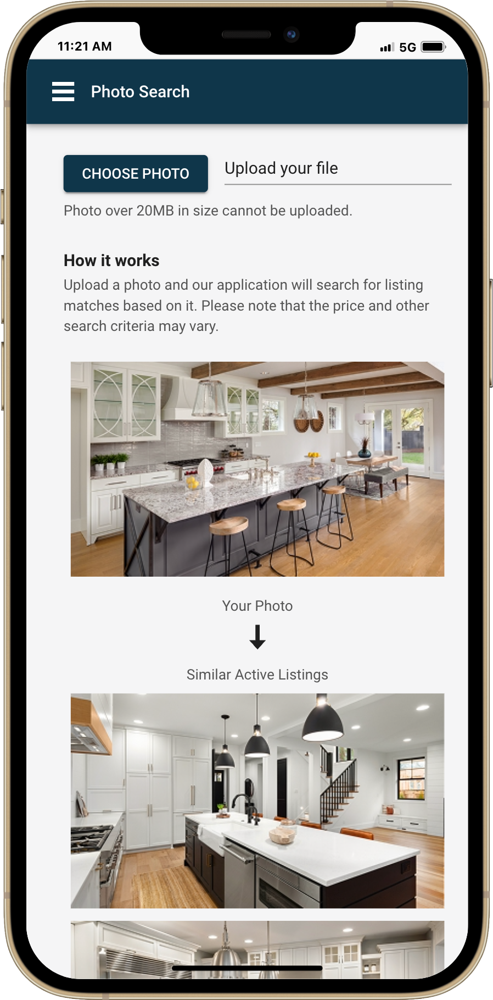 11:21 AM
5G
Photo Search
CHOOSE PHOTO
Upload your file
Photo over 20MB in size cannot be uploaded.
How it works
Upload a photo and our application will search for listing
matches based on it. Please note that the price and other
search criteria may vary.
Your Photo
Similar Active Listings